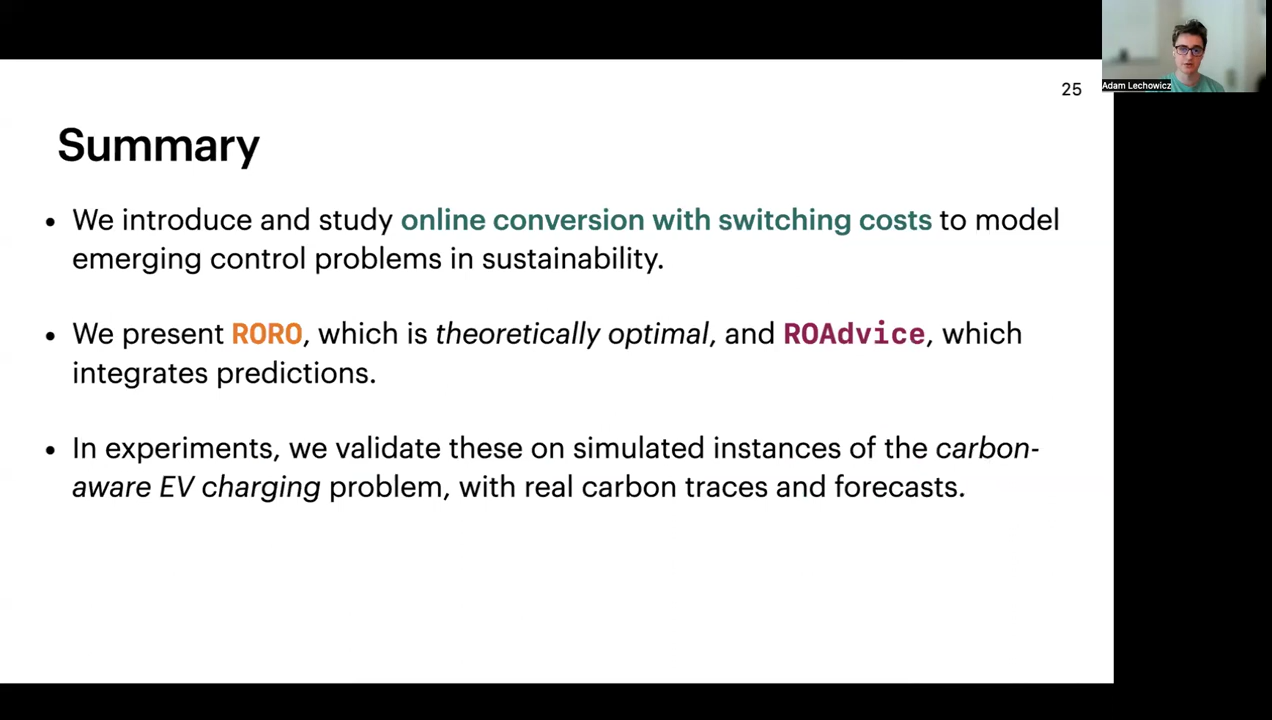 Adam Lechowicz
25
Summary
• We introduce and study online conversion with switching costs to model
emerging control problems in sustainability.
• We present RORO, which is theoretically optimal, and ROAdvice, which
integrates predictions.
• In experiments, we validate these on simulated instances of the carbon-
aware EV charging problem, with real carbon traces and forecasts.